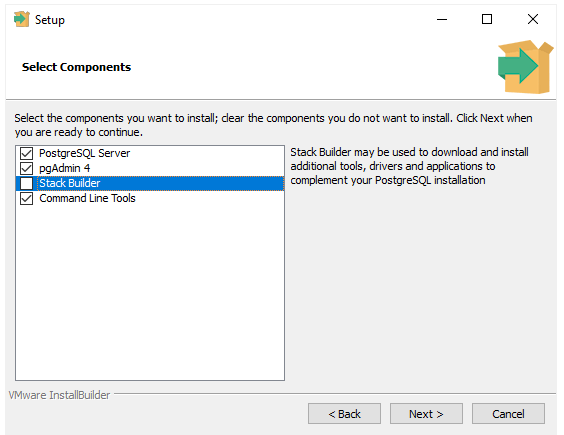 Setup
Select Components
Select the components you want to install; clear the components you do not want to install. Click Next when
you are ready to continue.
PostgreSQL Server
pgAdmin 4
Stack Builder
Command Line Tools
Stack Builder may be used to download and install
additional tools, drivers and applications to
complement your PostgreSQL installation
VMware InstallBuilder
< Back
Next >
Cancel